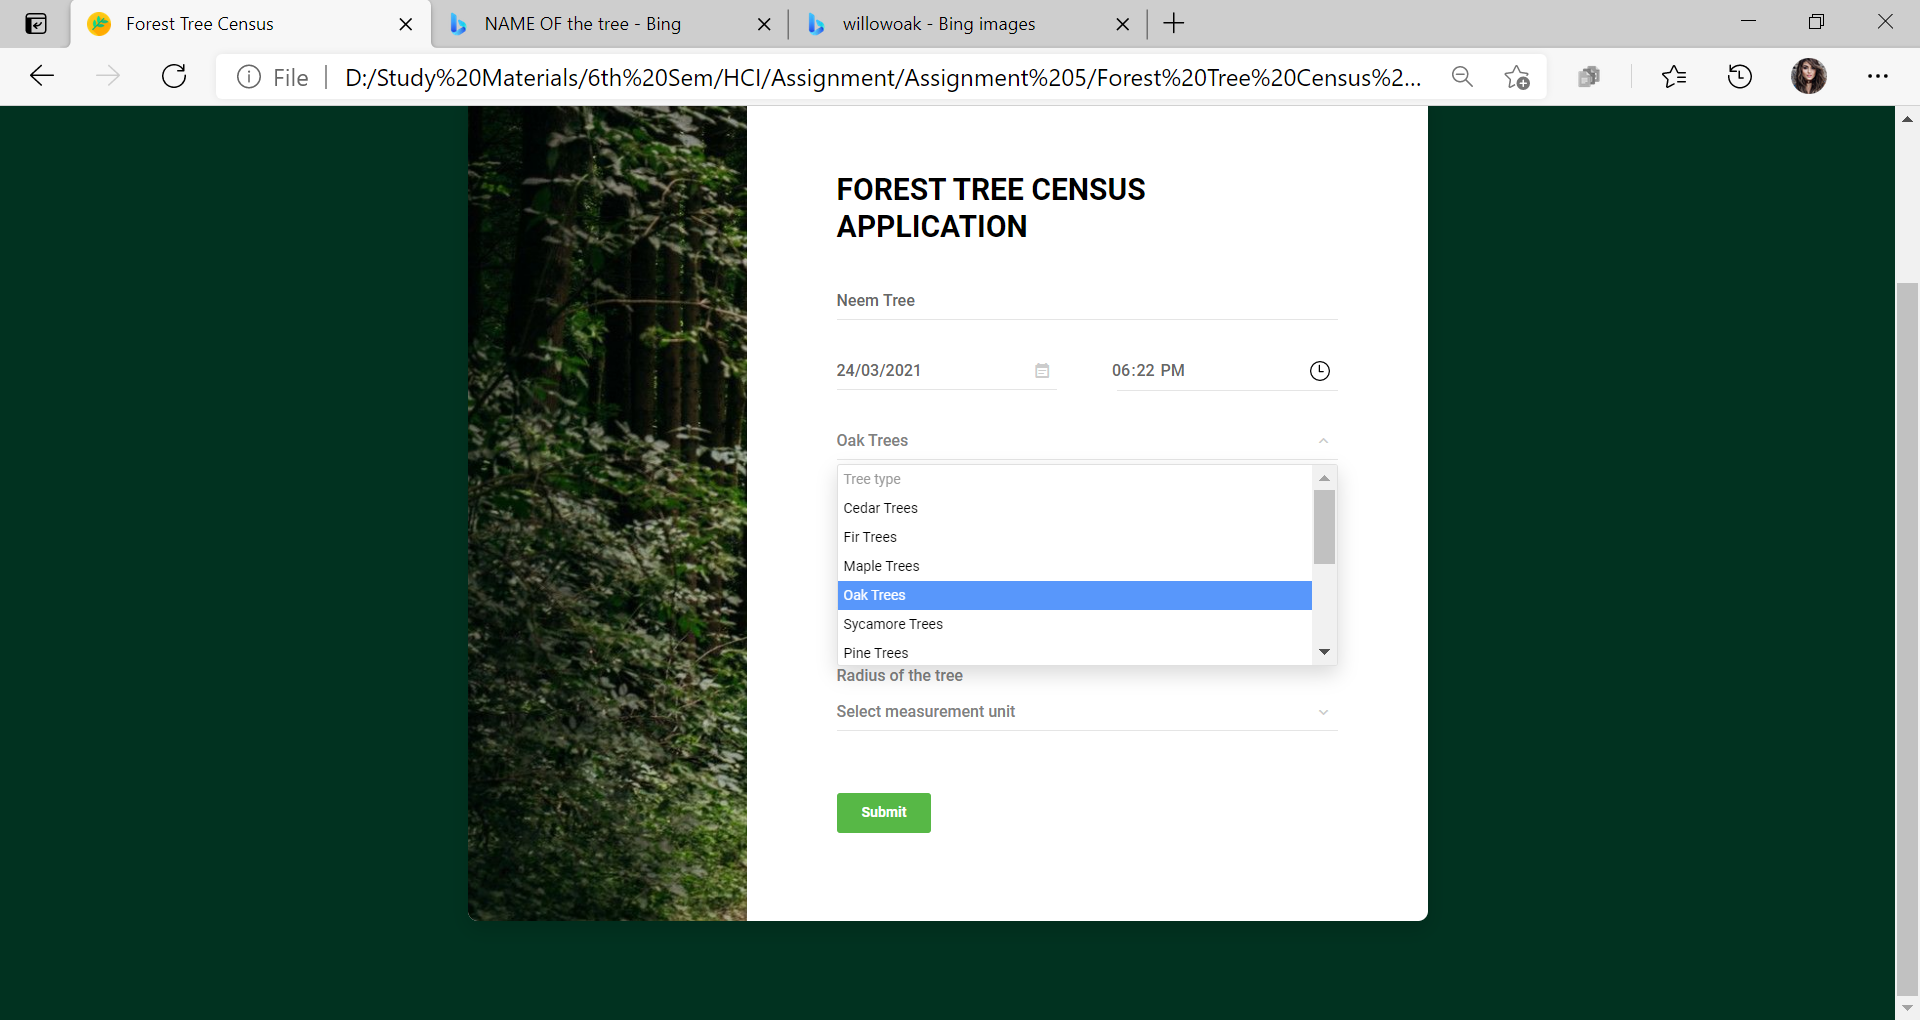 Forest Tree Census
NAME OF the tree - Bing
willowoak - Bing images
File
D:/Study%20Materials/6th%20Sem/HCI/Assignment/Assignment%205/Forest%20Tree%20Census%2...
FOREST TREE CENSUS
APPLICATION
Neem Tree
24/03/2021
06:22 PM
Oak Trees
Tree type
Cedar Trees
Fir Trees
Maple Trees
Oak Trees
Sycamore Trees
Pine Trees
Radius of the tree
Select measurement unit
Submit